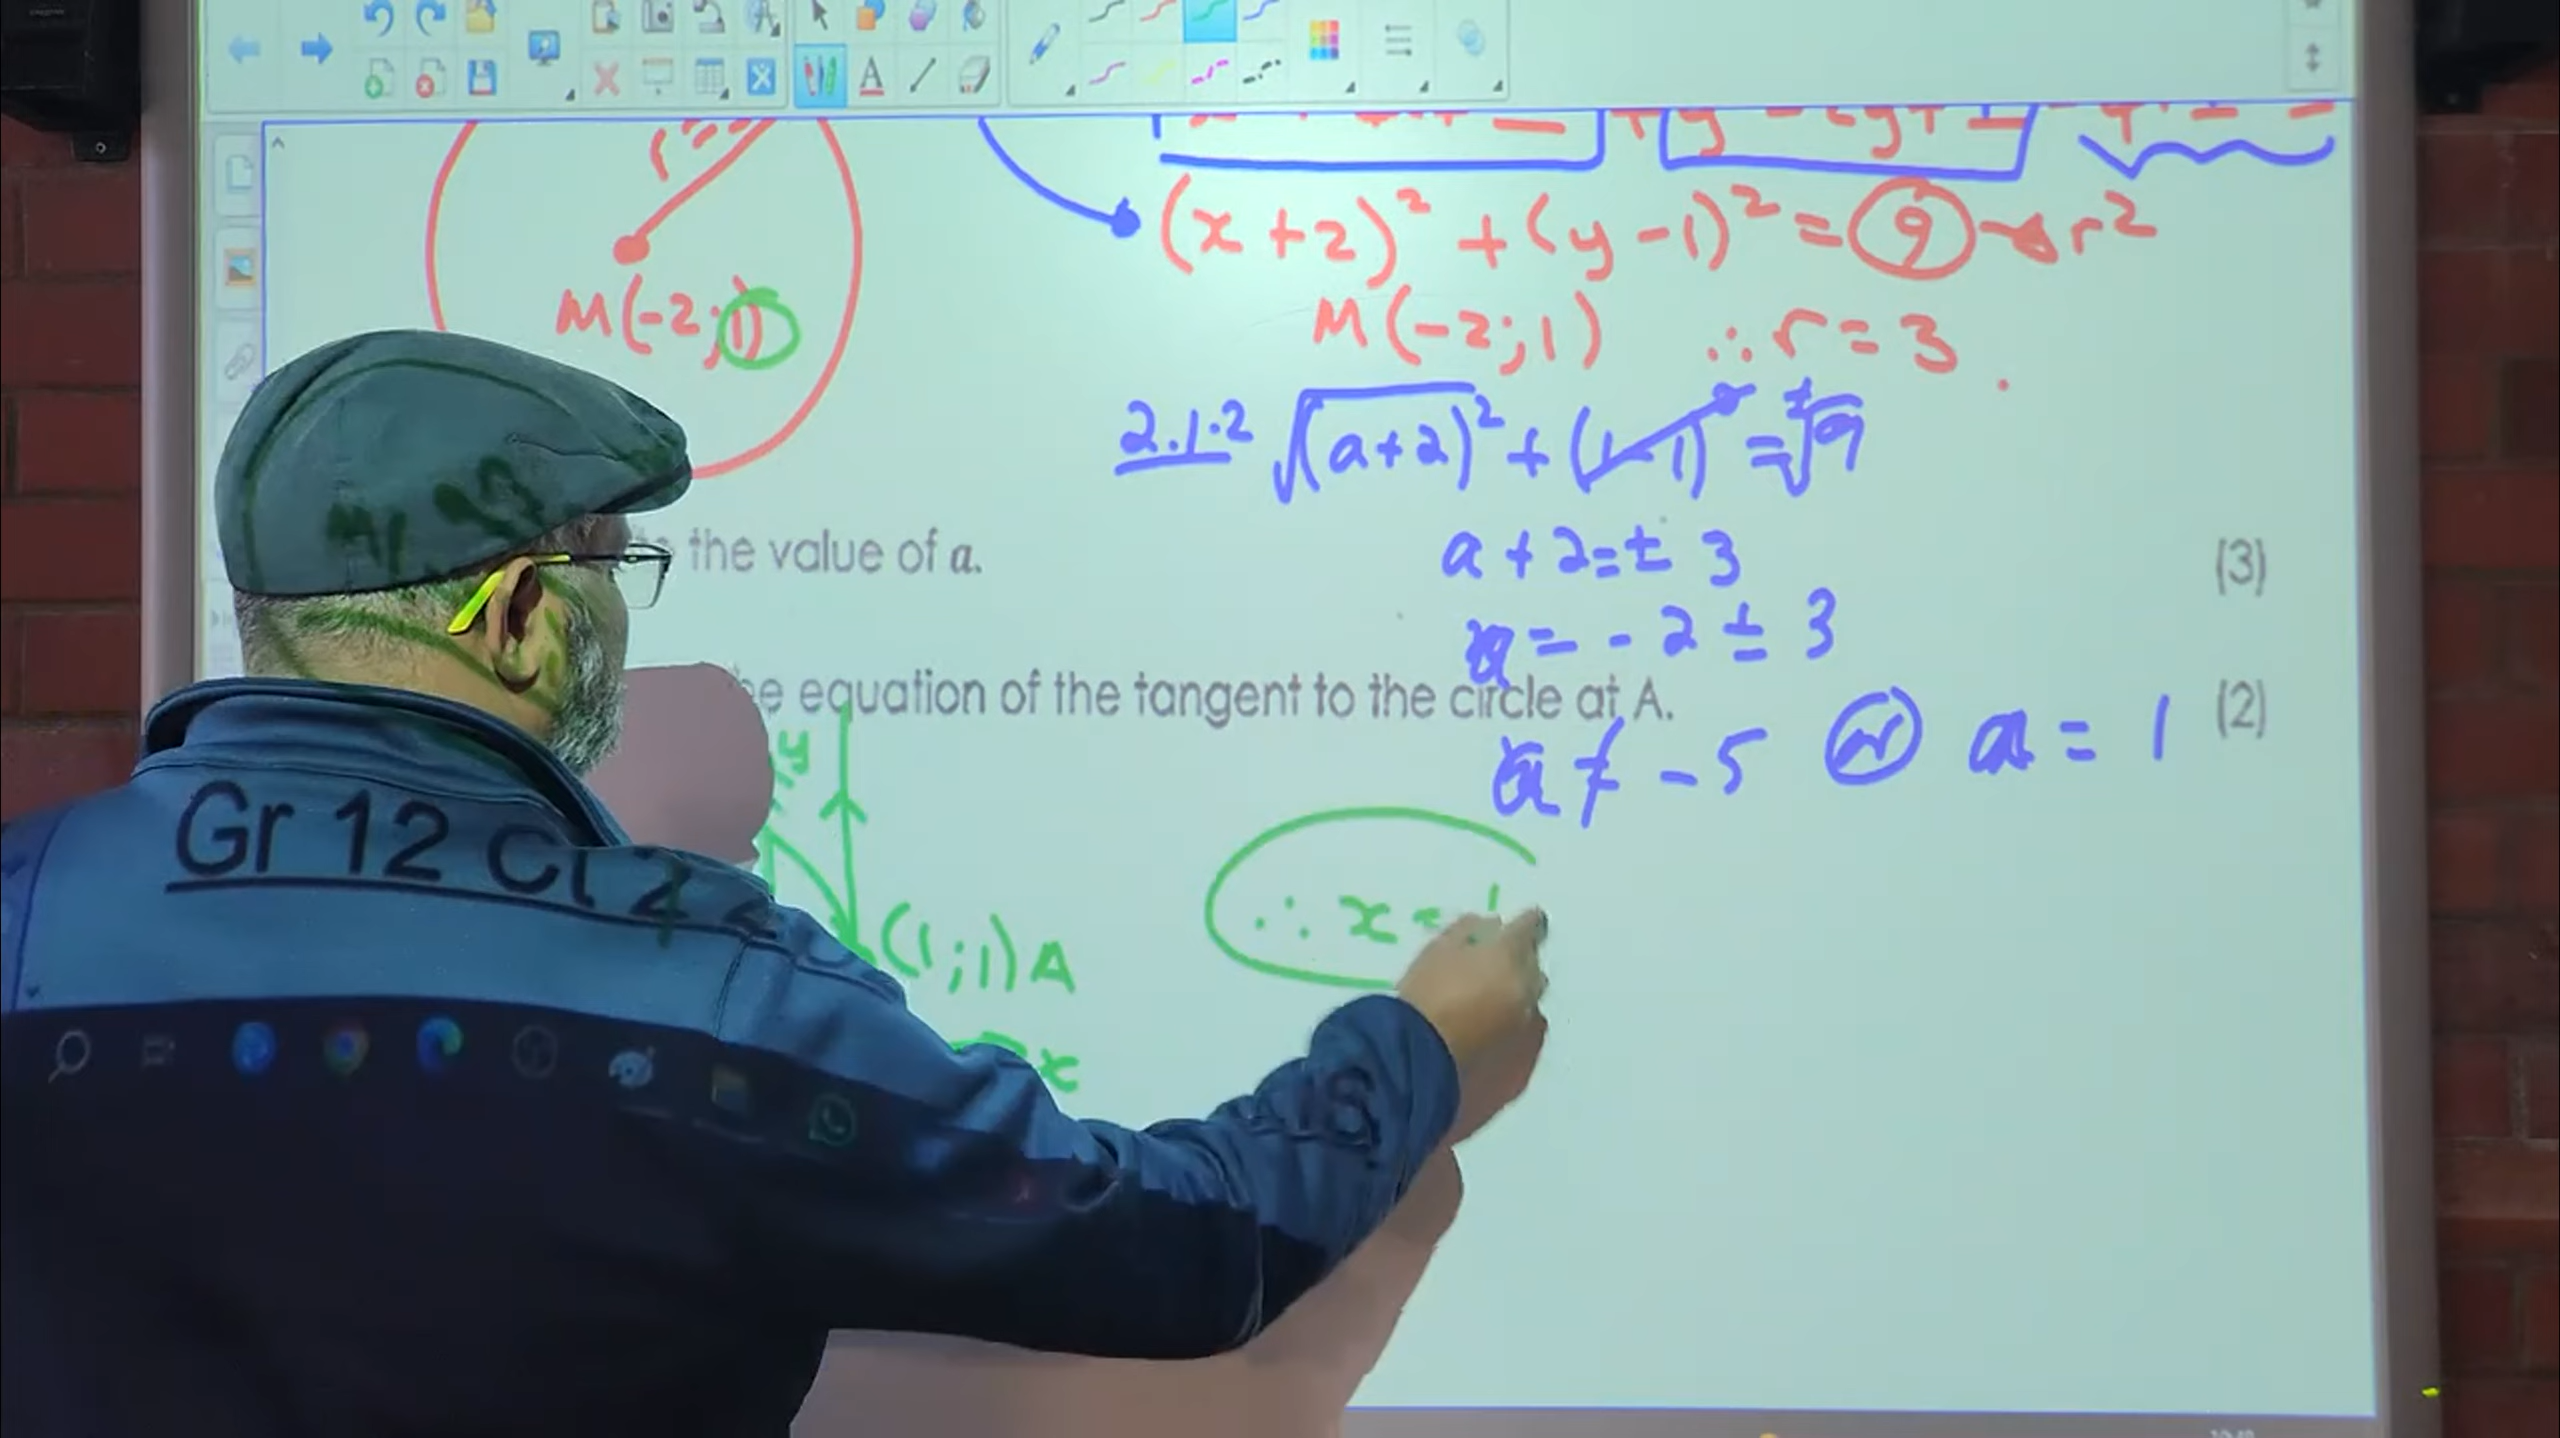 r =
(x + 2)² + (y - 1)² = 9 → r²
M(-2;1)
M(-2;1) ∴ r = 3.
2.1.2 √(a+2)² + (1-1) = ±√9
a + 2 = ± 3
the value of a. (3)
a = - 2 ± 3
equation of the tangent to the circle at A. (2)
a ≠ - 5 or a = 1
y
∴ x = 1
(1;1) A
x
Gr 12 Ct 2